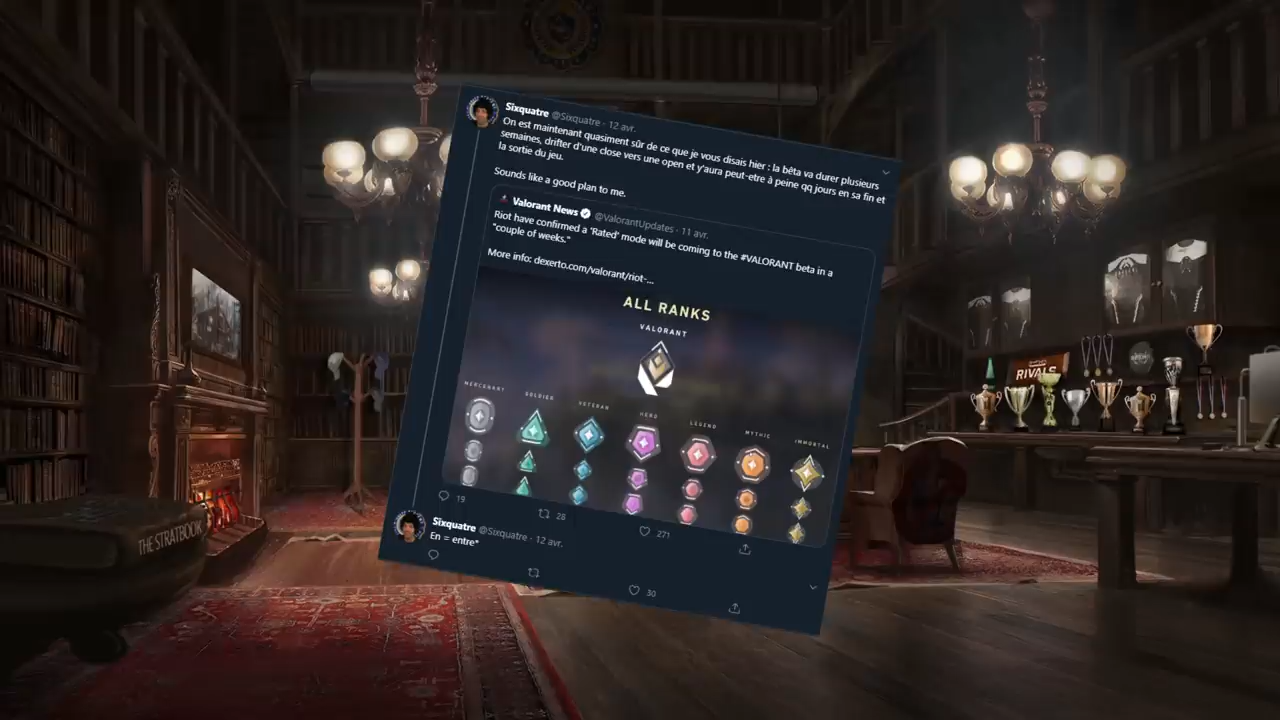 Sixquatre @Sixquatre · 12 avr.
On est maintenant quasiment sûr de ce que je vous disais hier : la bêta va durer plusieurs
semaines, drifter d'une close vers une open et y'aura peut-etre à peine qq jours en sa fin et
la sortie du jeu.
Sounds like a good plan to me.
Valorant News @ValorantUpdates · 11 avr.
Riot have confirmed a 'Rated' mode will be coming to the #VALORANT beta in a
"couple of weeks."
More info: dexerto.com/valorant/riot-...
ALL RANKS
VALORANT
MERCENARY
SOLDIER
VETERAN
HERO
LEGEND
MYTHIC
IMMORTAL
19
28
271
Sixquatre @Sixquatre · 12 avr.
En = entre*
30
THE STRATBOOK
RIVALS